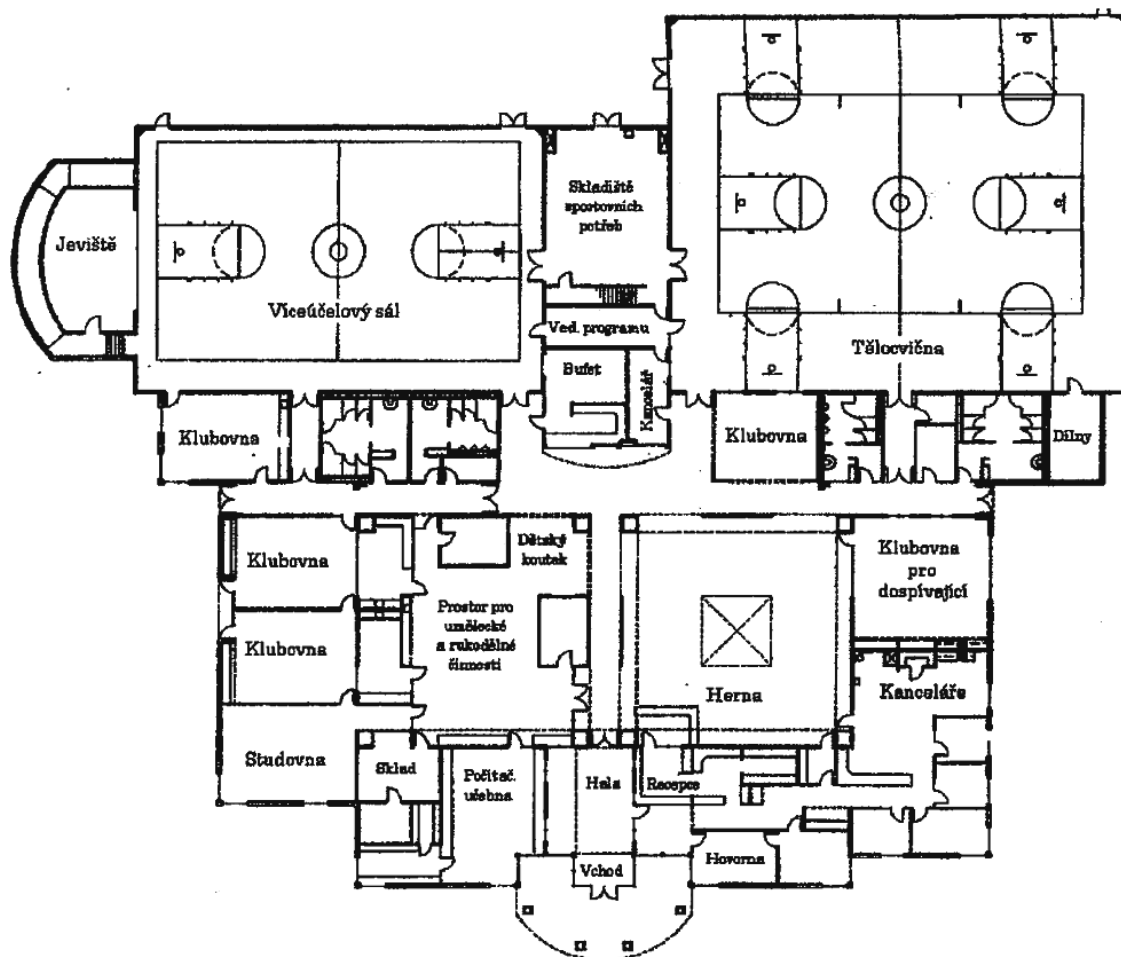 Skladiště
sportovních
potřeb
Jeviště
Víceúčelový sál
Ved. programu
Tělocvična
Bufet
Kancelář
Klubovna
Klubovna
Dílny
Dětský
koutek
Klubovna
Klubovna
pro
dospívající
Prostor pro
umělecké
a rukodělné
činnosti
Klubovna
Herna
Kanceláře
Studovna
Sklad
Počítač.
učebna
Hala
Recepce
Hovorna
Vchod